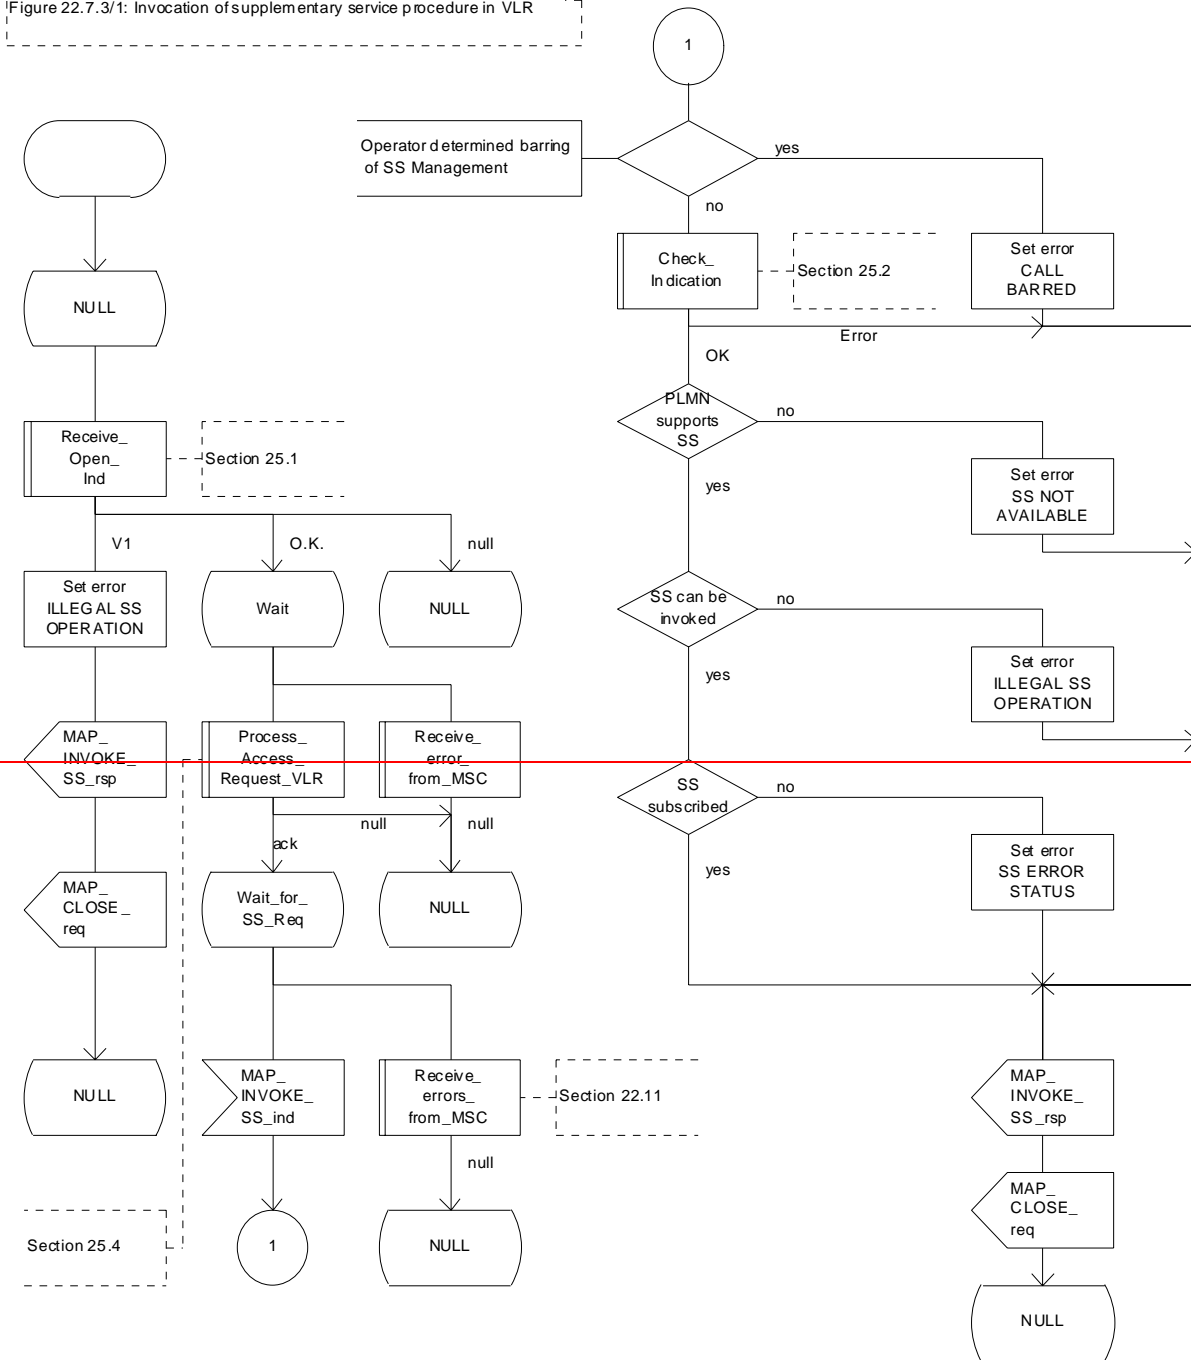 Figure 22.7.3/1: Invocation of supplementary service procedure in VLR
NULL
Receive_
Open_
Ind
Section 25.1
V1
O.K.
null
Set error
ILLEGAL SS
OPERATION
Wait
NULL
MAP_
INVOKE_
SS_rsp
Process_
Access_
Request_VLR
Receive_
error_
from_MSC
null
null
ack
MAP_
CLOSE_
req
Wait_for_
SS_Req
NULL
NULL
MAP_
INVOKE_
SS_ind
Receive_
errors_
from_MSC
Section 22.11
null
Section 25.4
1
NULL
1
Operator determined barring
of SS Management
yes
no
Check_
Indication
Section 25.2
Set error
CALL
BARRED
Error
OK
PLMN
supports
SS
no
yes
Set error
SS NOT
AVAILABLE
SS can be
invoked
no
yes
Set error
ILLEGAL SS
OPERATION
SS
subscribed
no
yes
Set error
SS ERROR
STATUS
MAP_
INVOKE_
SS_rsp
MAP_
CLOSE_
req
NULL